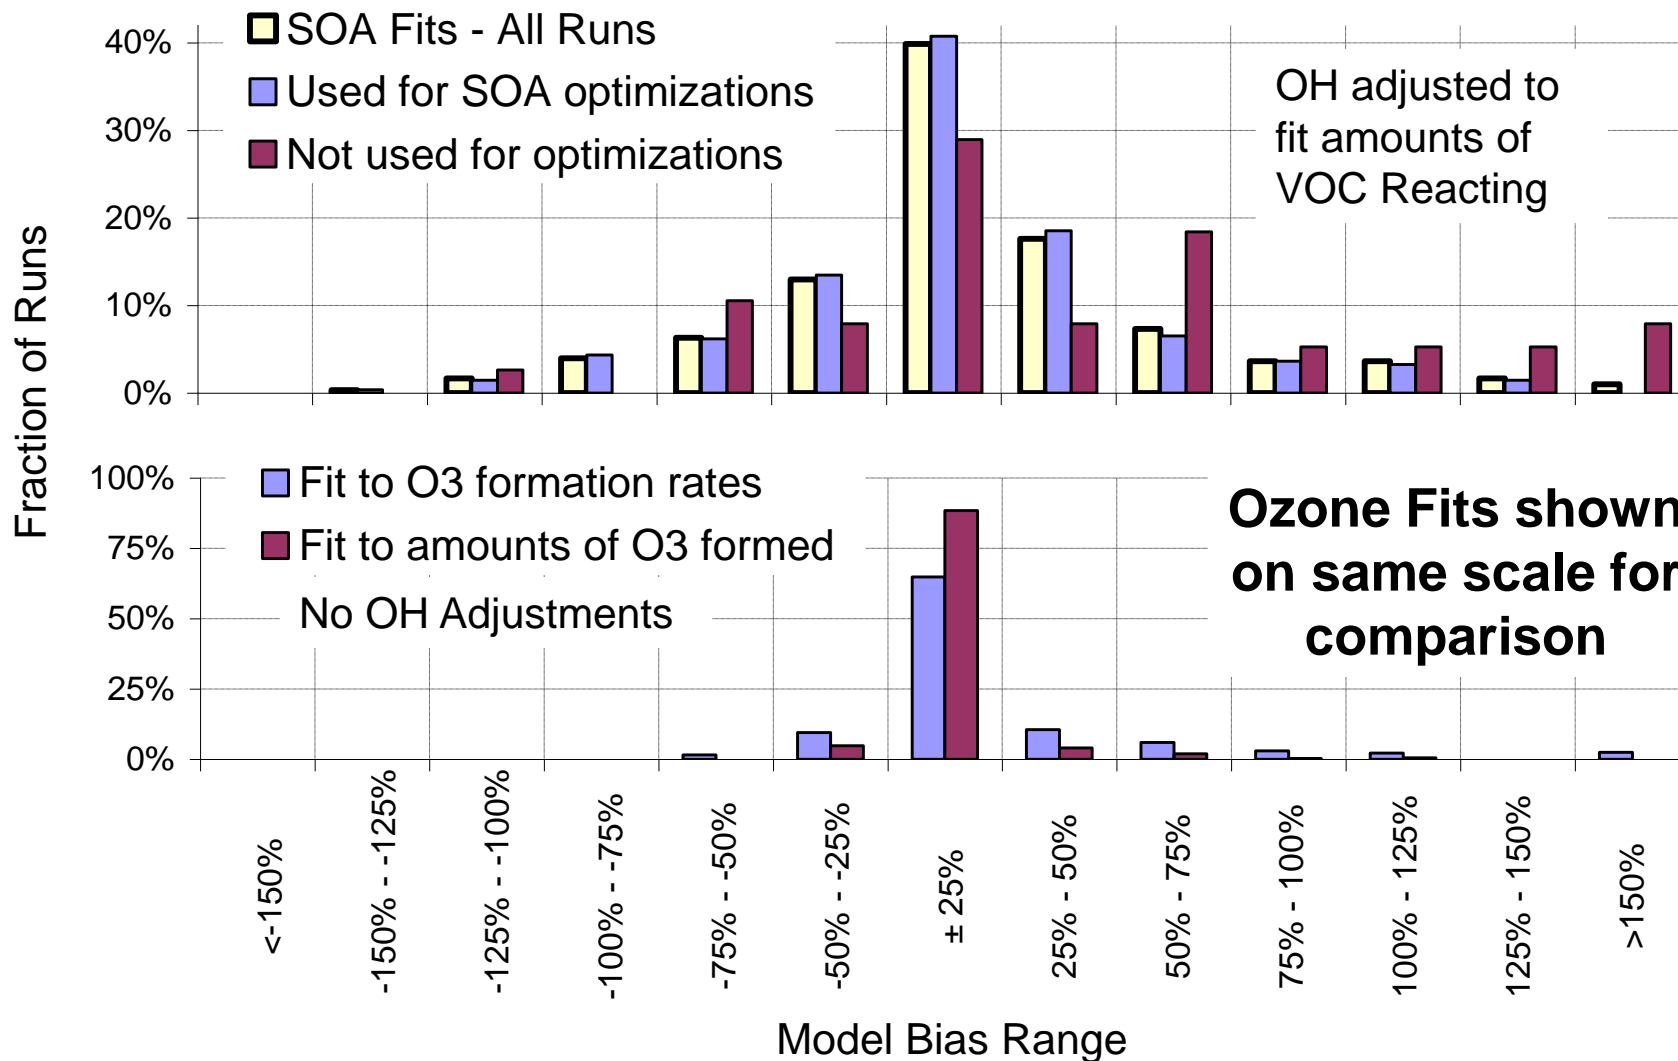 SOA Fits - All Runs
Used for SOA optimizations
Not used for optimizations
OH adjusted to
fit amounts of
VOC Reacting
40%
30%
20%
10%
0%
Fraction of Runs
Fit to O3 formation rates
Fit to amounts of O3 formed
No OH Adjustments
Ozone Fits shown
on same scale for
comparison
100%
75%
50%
25%
0%
<-150%
-150% - -125%
-125% - -100%
-100% - -75%
-75% - -50%
-50% - -25%
± 25%
25% - 50%
50% - 75%
75% - 100%
100% - 125%
125% - 150%
>150%
Model Bias Range